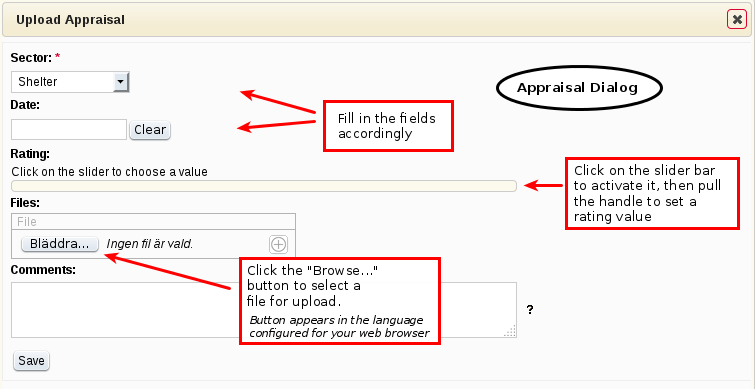 Upload Appraisal
Sector: *
Shelter
Appraisal Dialog
Date:
Clear
Fill in the fields
accordingly
Rating:
Click on the slider to choose a value
Click on the slider bar
to activate it, then pull
the handle to set a
rating value
Files:
File
Bläddra...
Ingen fil är vald.
Comments:
Click the "Browse..."
button to select a
file for upload.
Button appears in the language
configured for your web browser
?
Save